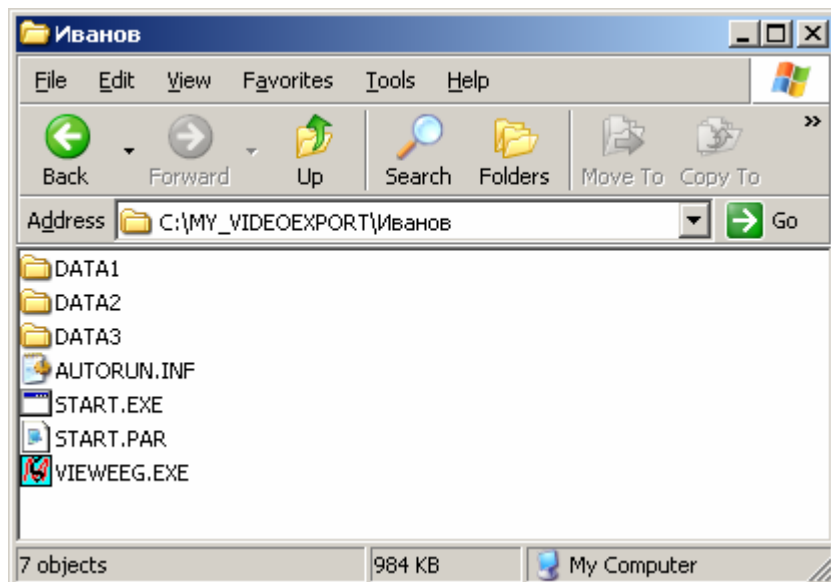 Иванов
File Edit View Favorites Tools Help
Back Forward Up Search Folders Move To Copy To »
Address C:\MY_VIDEOEXPORT\Иванов Go
DATA1
DATA2
DATA3
AUTORUN.INF
START.EXE
START.PAR
VIEWEEG.EXE
7 objects 984 KB My Computer